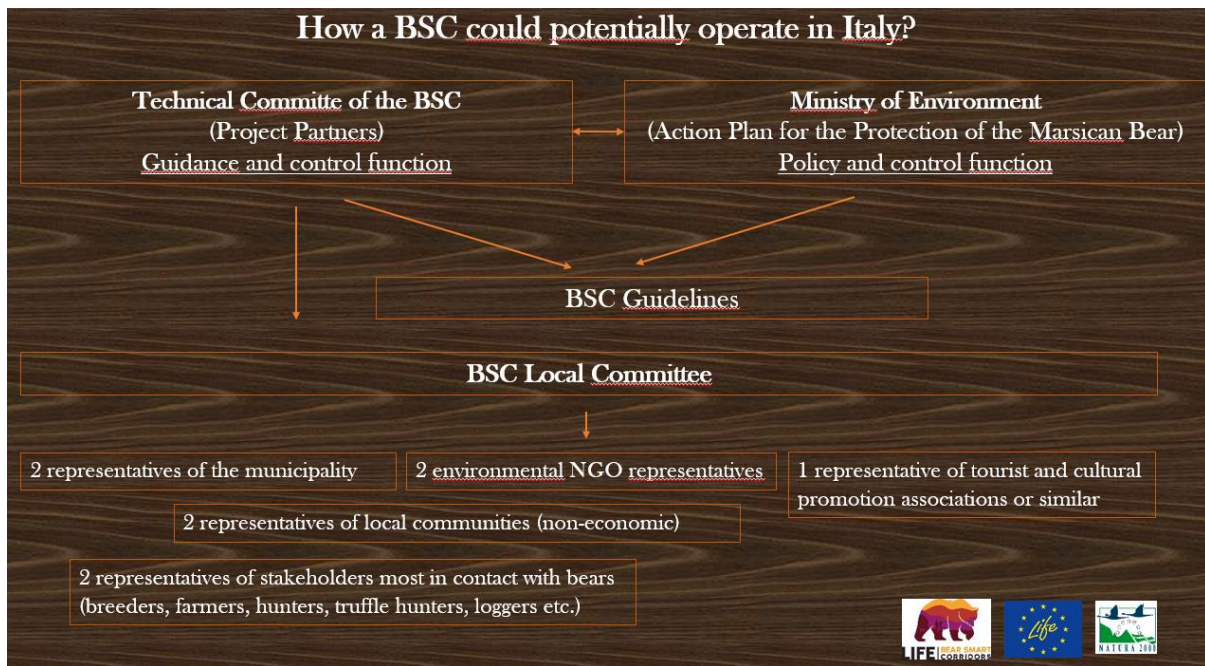 How a BSC could potentially operate in Italy?
Technical Committe of the BSC
(Project Partners)
Guidance and control function
Ministry of Environment
(Action Plan for the Protection of the Marsican Bear)
Policy and control function
BSC Guidelines
BSC Local Committee
2 representatives of the municipality
2 environmental NGO representatives
1 representative of tourist and cultural
promotion associations or similar
2 representatives of local communities (non-economic)
2 representatives of stakeholders most in contact with bears
(breeders, farmers, hunters, truffle hunters, loggers etc.)
LIFE BEAR SMART
CORRIDORS
Life
NATURA 2000